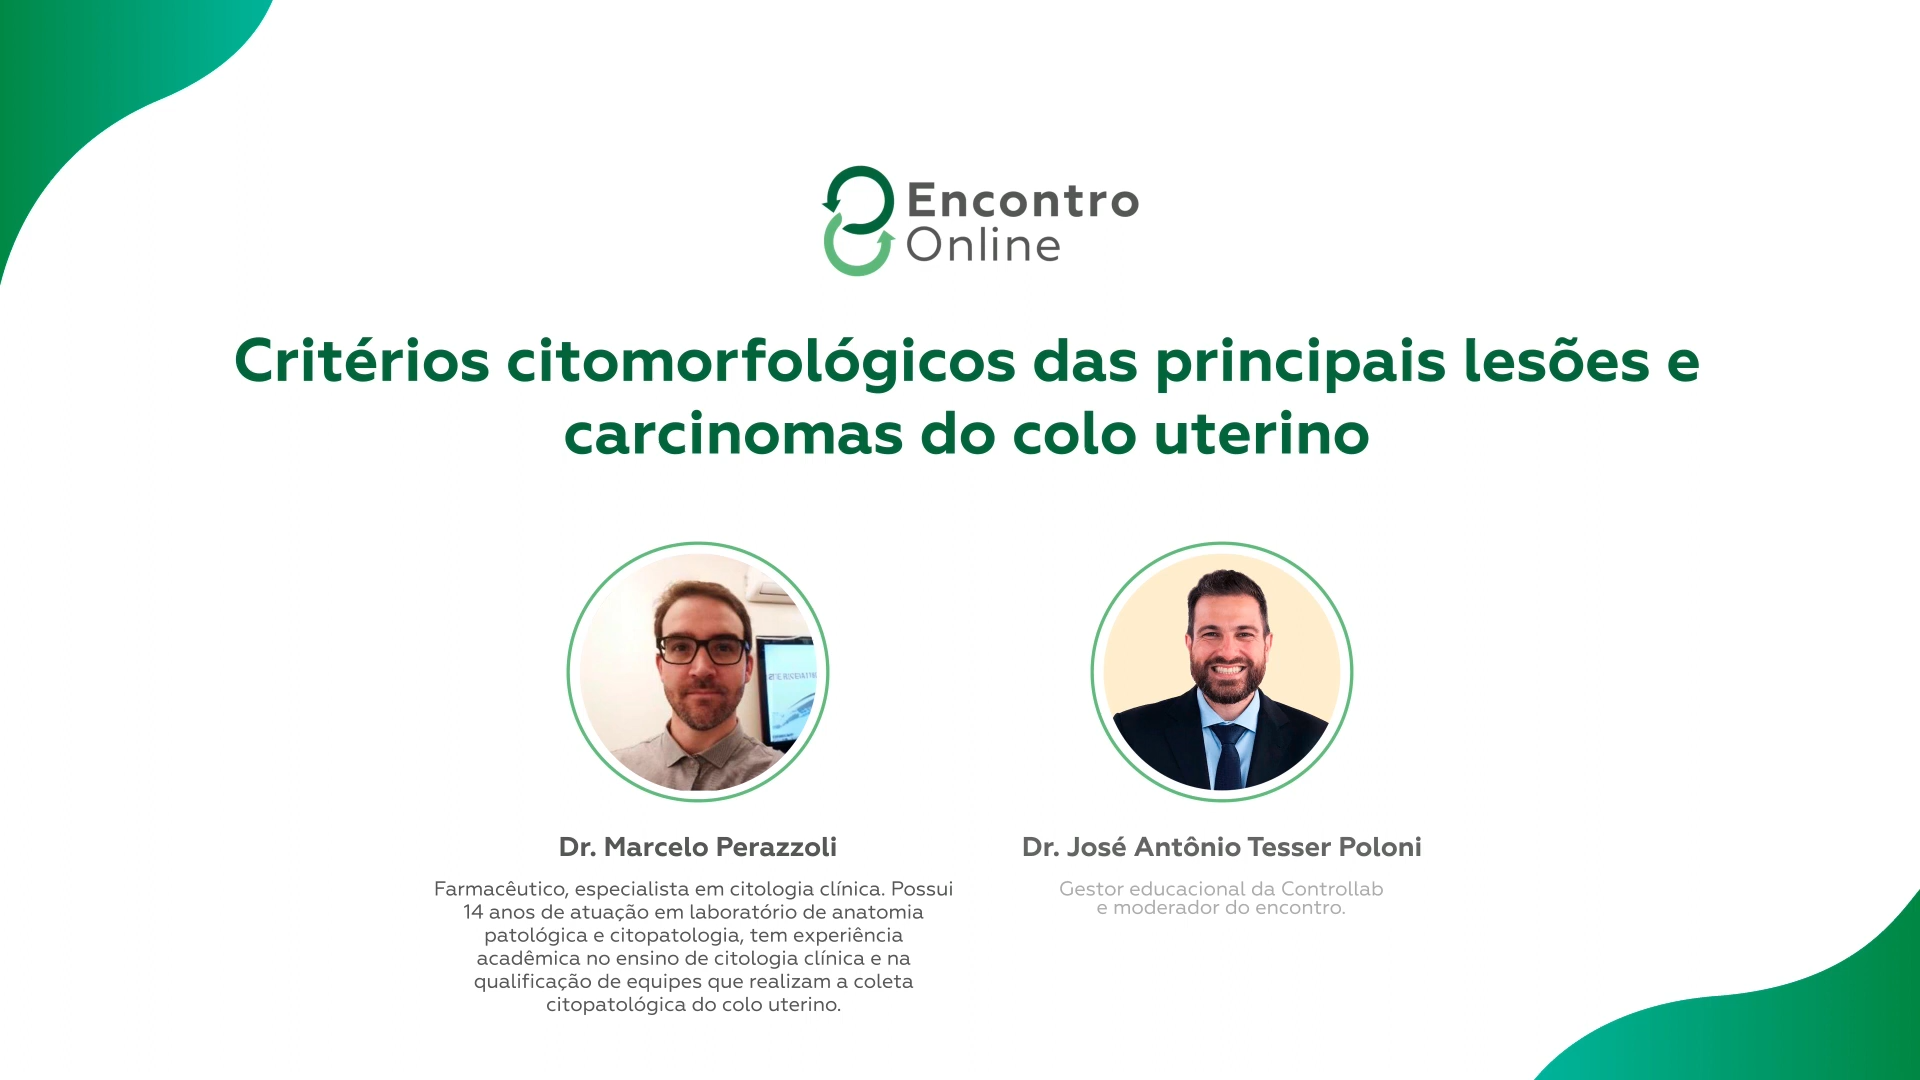 Encontro
Online
Critérios citomorfológicos das principais lesões e
carcinomas do colo uterino
Dr. Marcelo Perazzoli
Farmacêutico, especialista em citologia clínica. Possui
14 anos de atuação em laboratório de anatomia
patológica e citopatologia, tem experiência
acadêmica no ensino de citologia clínica e na
qualificação de equipes que realizam a coleta
citopatológica do colo uterino.
Dr. José Antônio Tesser Poloni
Gestor educacional da Controllab
e moderador do encontro.